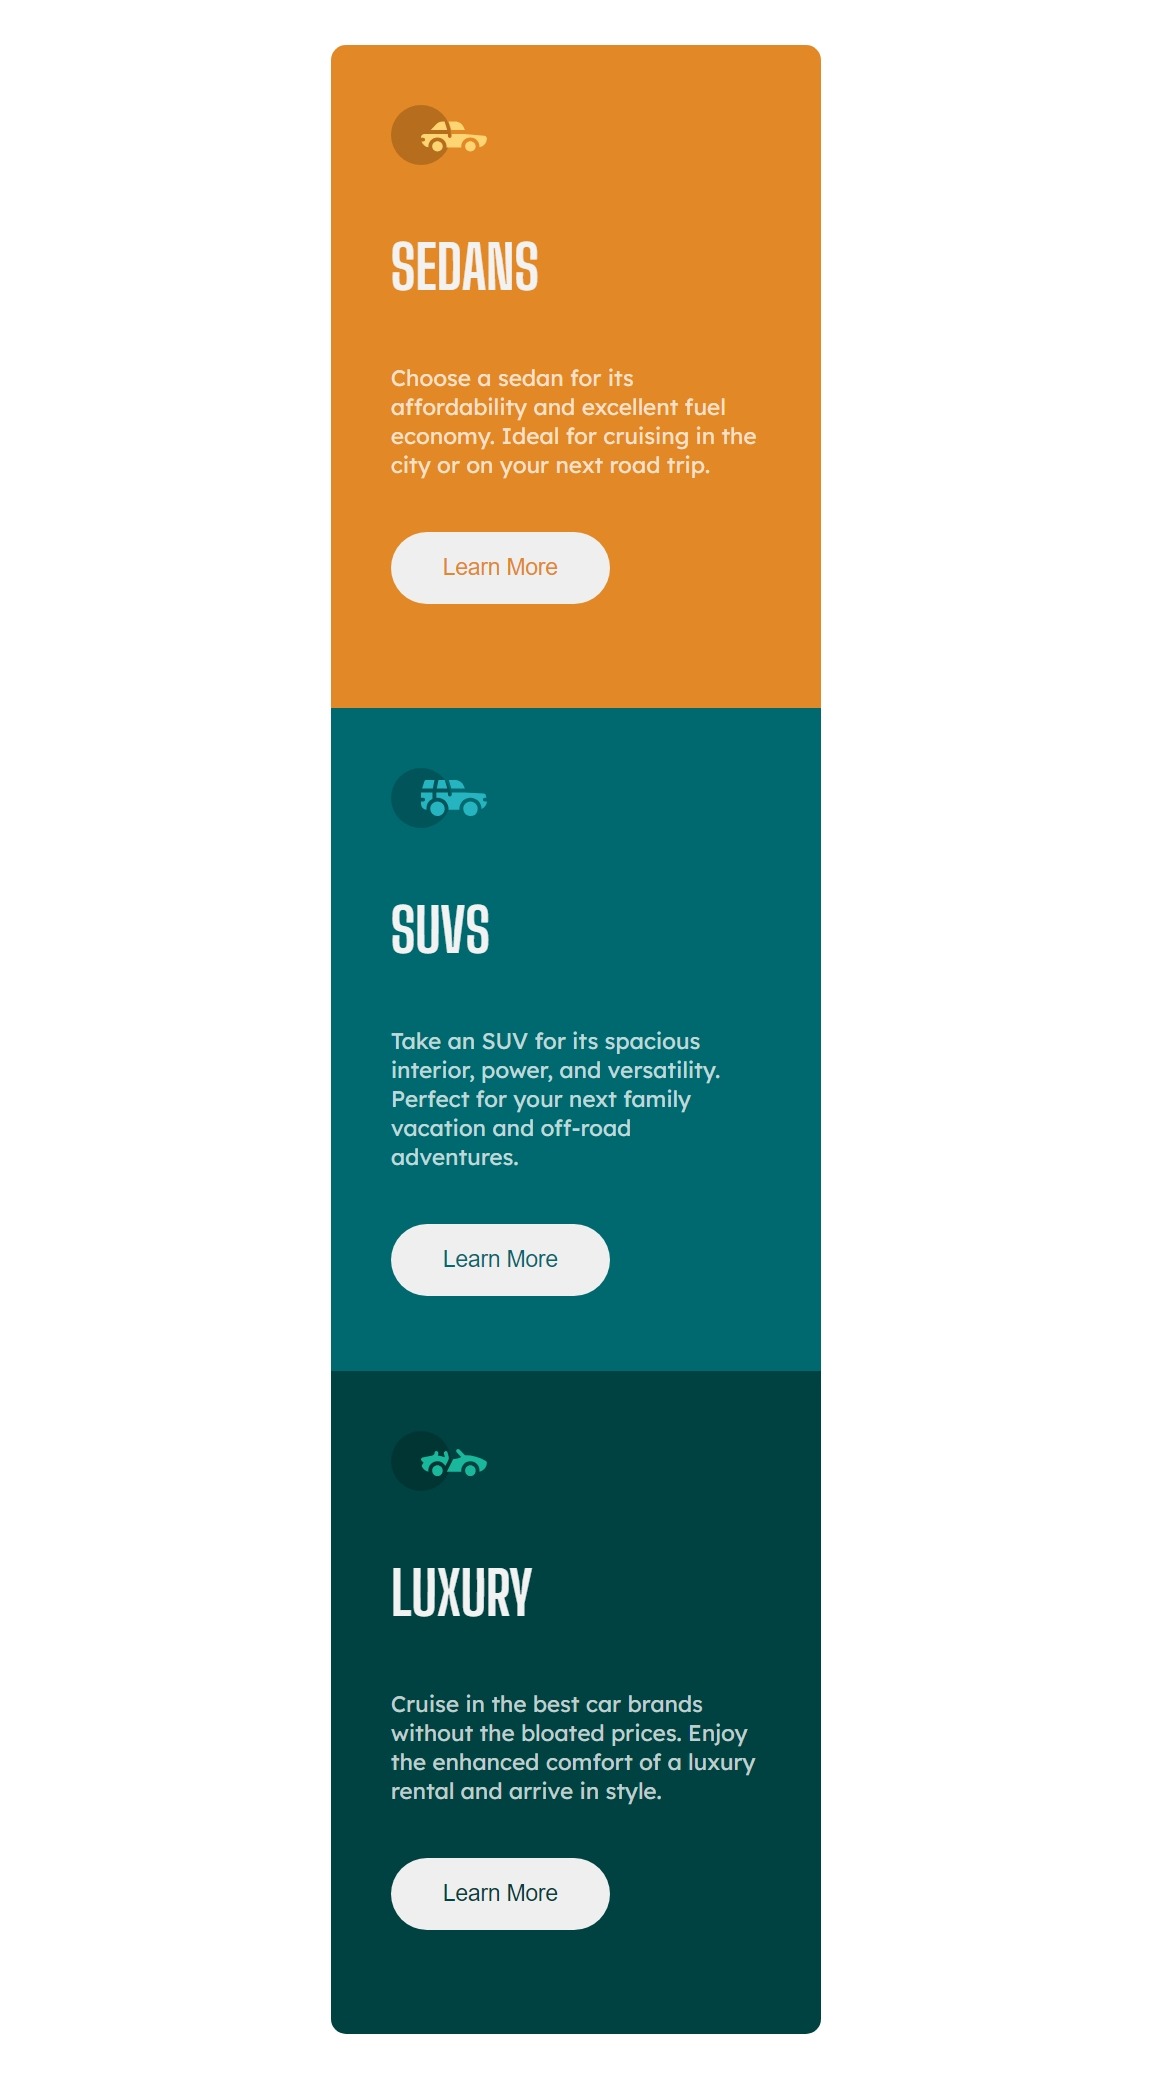 SEDANS
Choose a sedan for its
affordability and excellent fuel
economy. Ideal for cruising in the
city or on your next road trip.
Learn More
SUVS
Take an SUV for its spacious
interior, power, and versatility.
Perfect for your next family
vacation and off-road
adventures.
Learn More
LUXURY
Cruise in the best car brands
without the bloated prices. Enjoy
the enhanced comfort of a luxury
rental and arrive in style.
Learn More